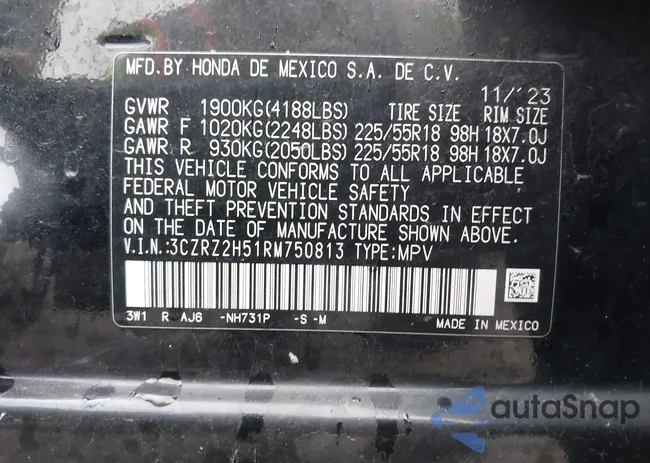 MFD.BY HONDA DE MEXICO S.A. DE C.V.
11/'23
GVWR 1900KG(4188LBS) TIRE SIZE RIM SIZE
GAWR F 1020KG(2248LBS) 225/55R18 98H 18X7.0J
GAWR R 930KG(2050LBS) 225/55R18 98H 18X7.0J
THIS VEHICLE CONFORMS TO ALL APPLICABLE
FEDERAL MOTOR VEHICLE SAFETY
AND THEFT PREVENTION STANDARDS IN EFFECT
ON THE DATE OF MANUFACTURE SHOWN ABOVE.
V.I.N.:3CZRZ2H51RM750813 TYPE:MPV
3W1 R AJ6 -NH731P -S -M MADE IN MEXICO
autoSnap